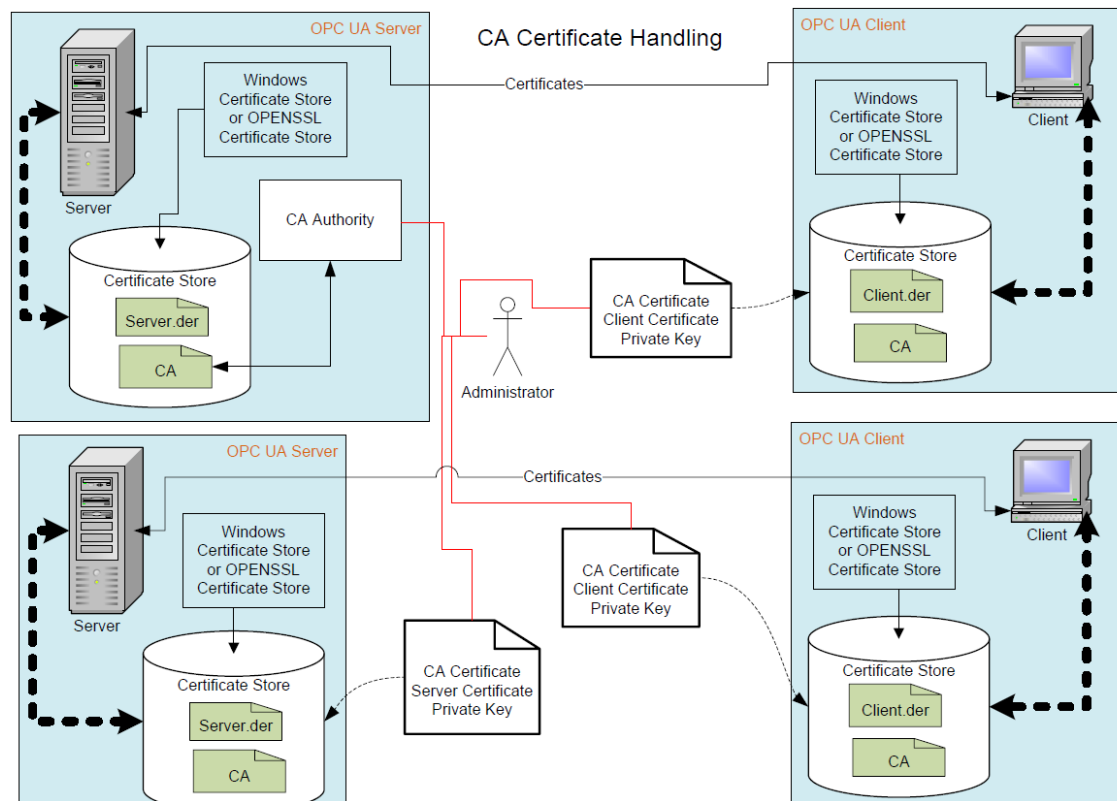 OPC UA Server
CA Certificate Handling
OPC UA Client
Certificates
Windows
Certificate Store
or OPENSSL
Certificate Store
Server
Windows
Certificate Store
or OPENSSL
Certificate Store
Client
CA Authority
Certificate Store
Server.der
CA
Administrator
CA Certificate
Client Certificate
Private Key
Certificate Store
Client.der
CA
OPC UA Server
OPC UA Client
Certificates
Windows
Certificate Store
or OPENSSL
Certificate Store
Server
Windows
Certificate Store
or OPENSSL
Certificate Store
Client
CA Certificate
Client Certificate
Private Key
Certificate Store
Server.der
CA
CA Certificate
Server Certificate
Private Key
Certificate Store
Client.der
CA